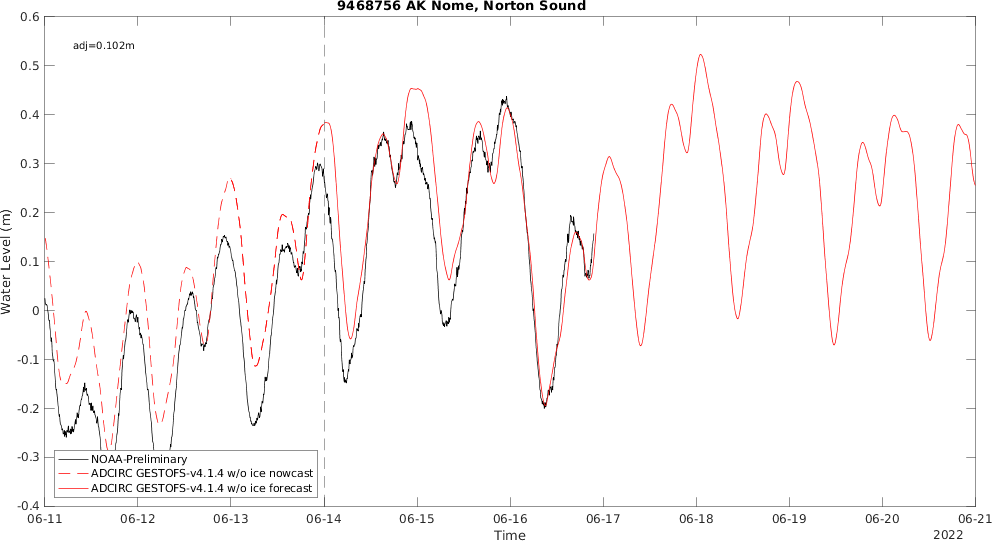 9468756 AK Nome, Norton Sound
adj=0.102m
Water Level (m)
0.6
0.5
0.4
0.3
0.2
0.1
0
-0.1
-0.2
-0.3
-0.4
NOAA-Preliminary
ADCIRC GESTOFS-v4.1.4 w/o ice nowcast
ADCIRC GESTOFS-v4.1.4 w/o ice forecast
06-11 06-12 06-13 06-14 06-15 06-16 06-17 06-18 06-19 06-20 06-21
Time
2022